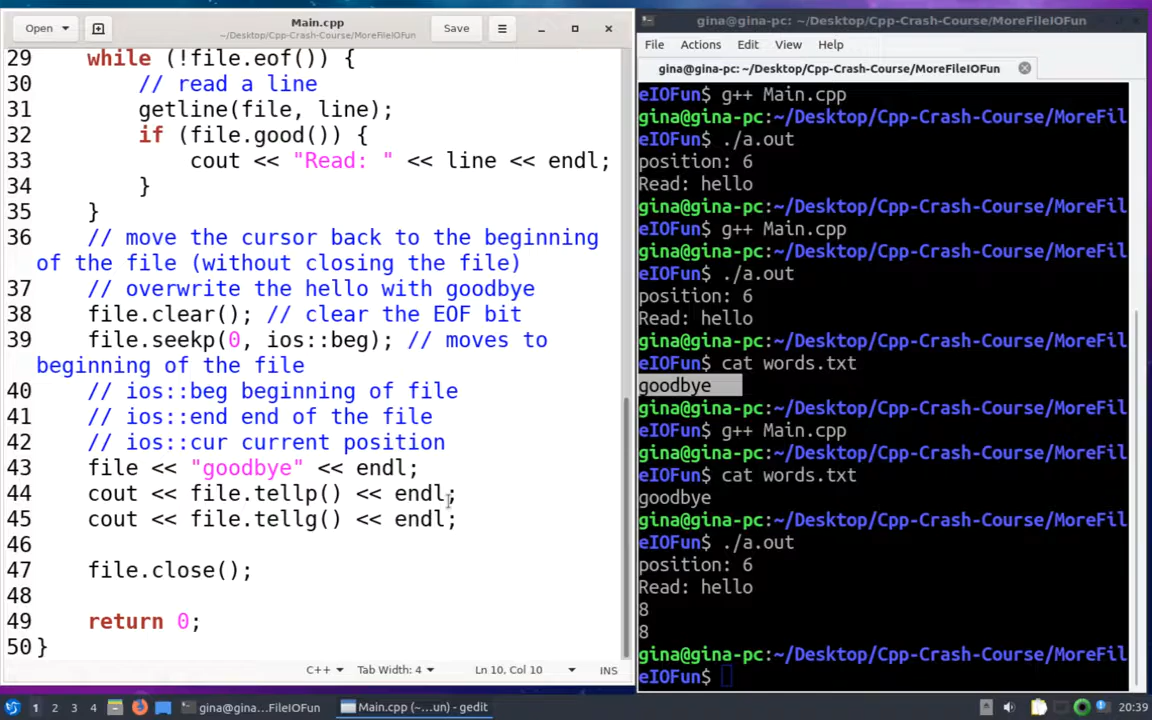 Open
Main.cpp
~/Desktop/Cpp-Crash-Course/MoreFileIOFun
Save
29 while (!file.eof()) {
30 // read a line
31 getline(file, line);
32 if (file.good()) {
33 cout << "Read: " << line << endl;
34 }
35 }
36 // move the cursor back to the beginning
of the file (without closing the file)
37 // overwrite the hello with goodbye
38 file.clear(); // clear the EOF bit
39 file.seekp(0, ios::beg); // moves to
beginning of the file
40 // ios::beg beginning of file
41 // ios::end end of the file
42 // ios::cur current position
43 file << "goodbye" << endl;
44 cout << file.tellp() << endl;
45 cout << file.tellg() << endl;
46
47 file.close();
48
49 return 0;
50 }
C++ Tab Width: 4 Ln 10, Col 10 INS
gina@gina-pc: ~/Desktop/Cpp-Crash-Course/MoreFileIOFun
File Actions Edit View Help
gina@gina-pc: ~/Desktop/Cpp-Crash-Course/MoreFileIOFun
eIOFun$ g++ Main.cpp
gina@gina-pc:~/Desktop/Cpp-Crash-Course/MoreFil
eIOFun$ ./a.out
position: 6
Read: hello
gina@gina-pc:~/Desktop/Cpp-Crash-Course/MoreFil
eIOFun$ g++ Main.cpp
gina@gina-pc:~/Desktop/Cpp-Crash-Course/MoreFil
eIOFun$ ./a.out
position: 6
Read: hello
gina@gina-pc:~/Desktop/Cpp-Crash-Course/MoreFil
eIOFun$ cat words.txt
goodbye
gina@gina-pc:~/Desktop/Cpp-Crash-Course/MoreFil
eIOFun$ g++ Main.cpp
gina@gina-pc:~/Desktop/Cpp-Crash-Course/MoreFil
eIOFun$ cat words.txt
goodbye
gina@gina-pc:~/Desktop/Cpp-Crash-Course/MoreFil
eIOFun$ ./a.out
position: 6
Read: hello
8
8
gina@gina-pc:~/Desktop/Cpp-Crash-Course/MoreFil
eIOFun$
1 2 3 4 gina@gina: ...FileIOFun Main.cpp (~...un) - gedit 20:39